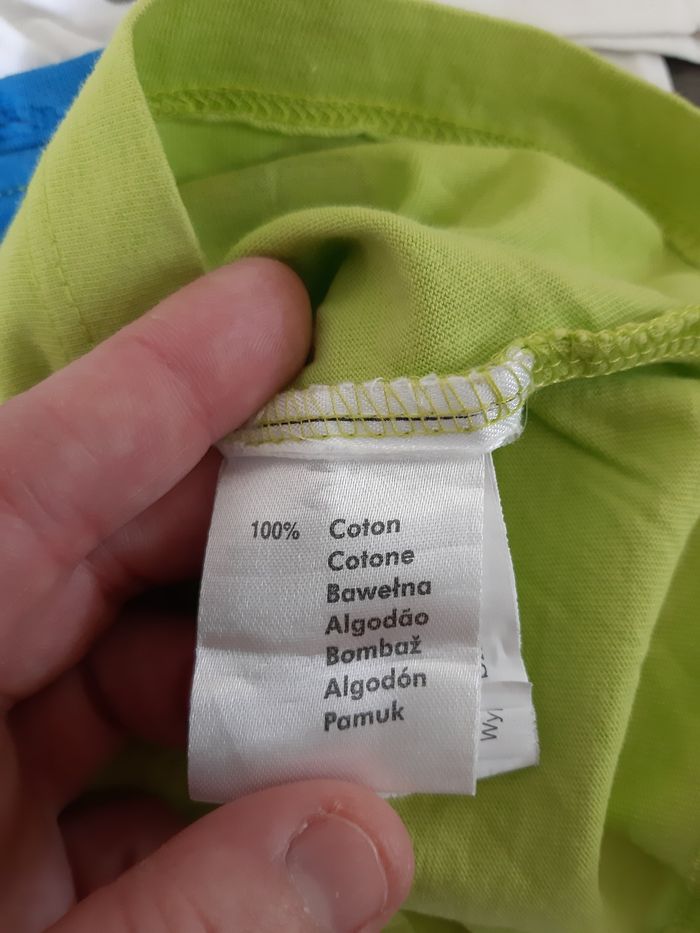 100% Coton
Cotone
Bawełna
Algodão
Bombaž
Algodón
Pamuk